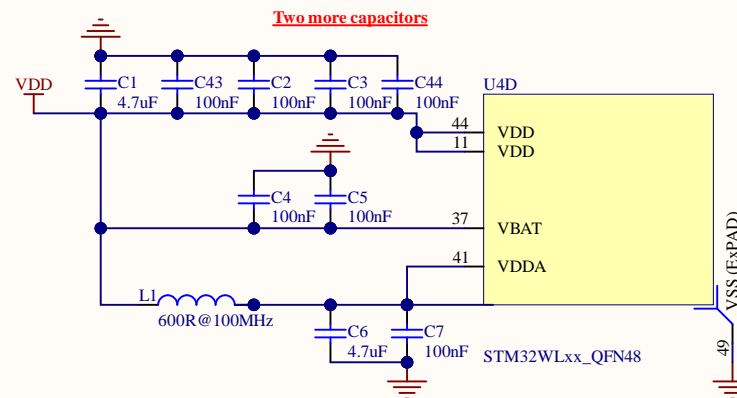 Two more capacitors
VDD
C1
4.7uF
C43
100nF
C2
100nF
C3
100nF
C44
100nF
U4D
44
VDD
11
VDD
C4
100nF
C5
100nF
37
VBAT
41
VDDA
L1
600R@100MHz
C6
4.7uF
C7
100nF
STM32WLxx_QFN48
VSS (ExPAD)
49